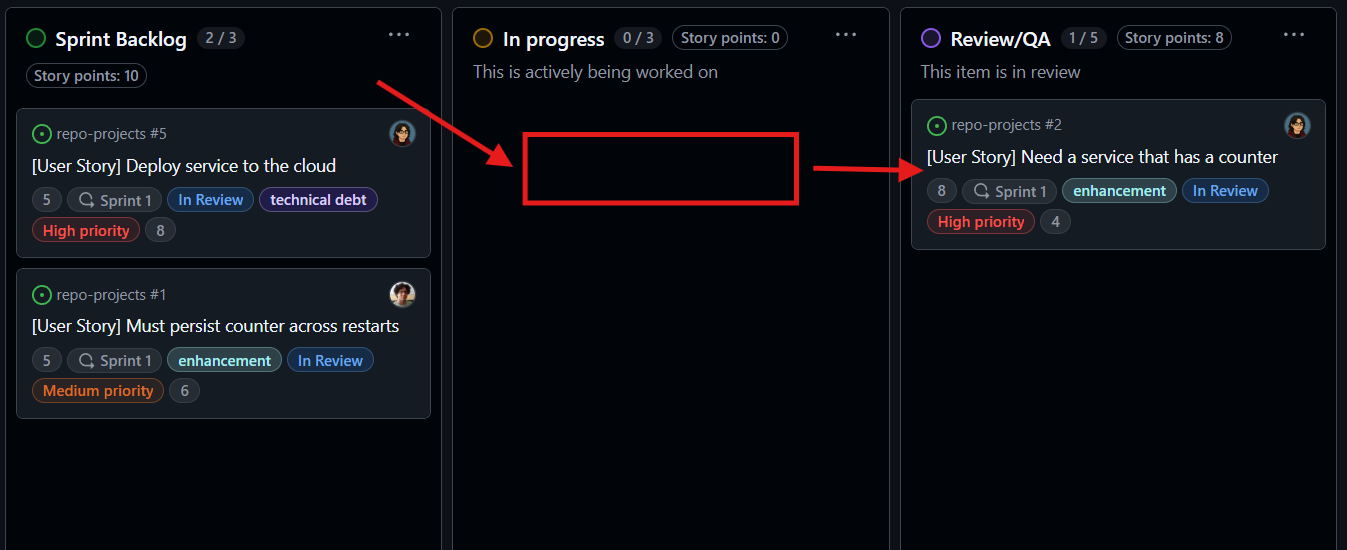 Sprint Backlog 2 / 3
Story points: 10
repo-projects #5
[User Story] Deploy service to the cloud
5 Sprint 1 In Review technical debt
High priority 8
repo-projects #1
[User Story] Must persist counter across restarts
5 Sprint 1 enhancement In Review
Medium priority 6
In progress 0 / 3 Story points: 0
This is actively being worked on
Review/QA 1 / 5 Story points: 8
This item is in review
repo-projects #2
[User Story] Need a service that has a counter
8 Sprint 1 enhancement In Review
High priority 4